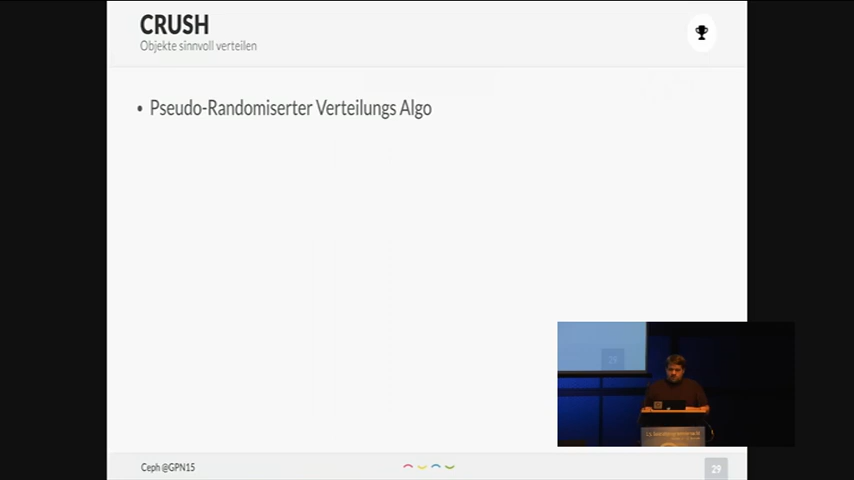 CRUSH
Objekte sinnvoll verteilen
• Pseudo-Randomiserter Verteilungs Algo
Ceph @GPN15
29